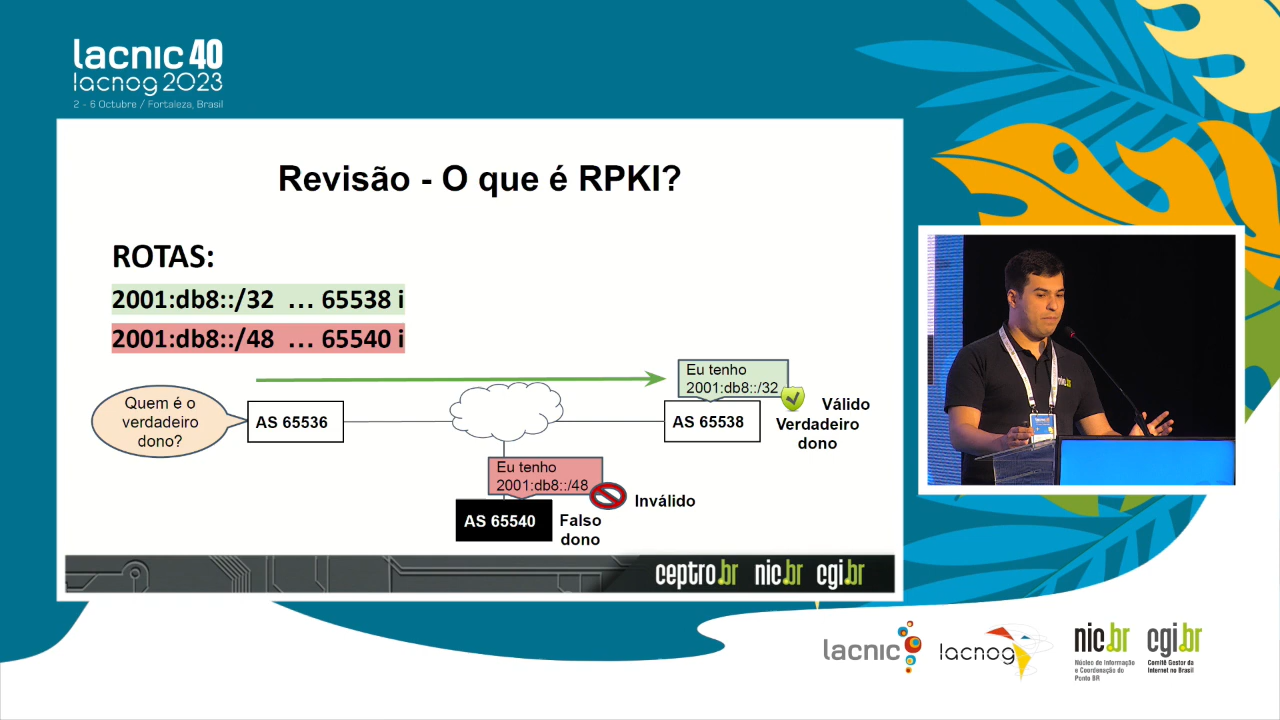 lacnic 40
lacnog 2023
2 - 6 Octubre / Fortaleza, Brasil
Revisão - O que é RPKI?
ROTAS:
2001:db8::/32 ... 65538 i
2001:db8::/48 ... 65540 i
Quem é o
verdadeiro
dono?
AS 65536
Eu tenho
2001:db8::/32
AS 65538
Válido
Verdadeiro
dono
Eu tenho
2001:db8::/48
Inválido
AS 65540
Falso
dono
ceptro.br nic.br cgi.br
nic.br
lacnic
lacnog
nic.br
Núcleo de Informação
e Coordenação do
Ponto BR
cgi.br
Comitê Gestor da
Internet no Brasil